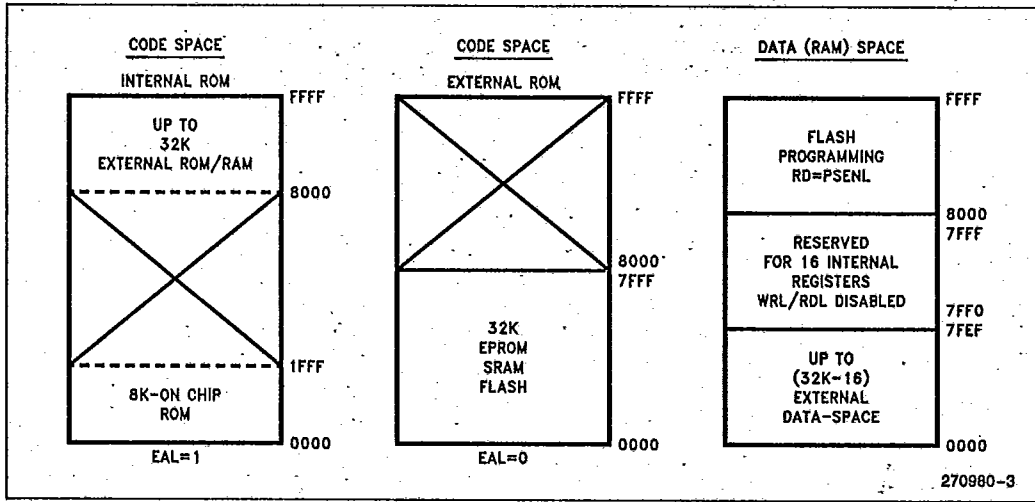 CODE SPACE
INTERNAL ROM
FFFF
UP TO
32K
EXTERNAL ROM/RAM
8000
1FFF
8K-ON CHIP
ROM
0000
EAL=1
CODE SPACE
EXTERNAL ROM
FFFF
8000
7FFF
32K
EPROM
SRAM
FLASH
0000
EAL=0
DATA (RAM) SPACE
FFFF
FLASH
PROGRAMMING
RD=PSENL
8000
7FFF
RESERVED
FOR 16 INTERNAL
REGISTERS
WRL/RDL DISABLED
7FF0
7FEF
UP TO
(32K-16)
EXTERNAL
DATA-SPACE
0000
270980-3